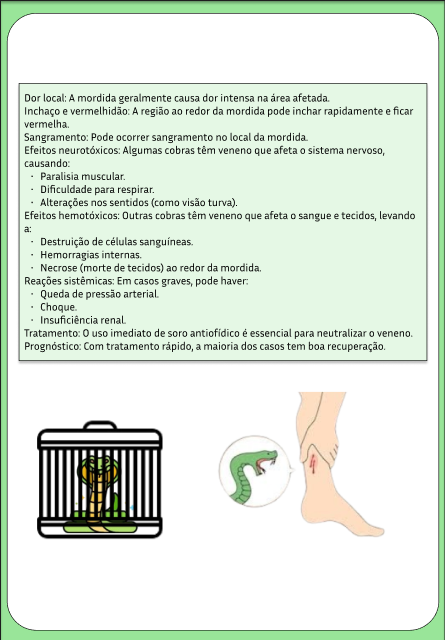 Dor local: A mordida geralmente causa dor intensa na área afetada.
Inchaço e vermelhidão: A região ao redor da mordida pode inchar rapidamente e ficar
vermelha.
Sangramento: Pode ocorrer sangramento no local da mordida.
Efeitos neurotóxicos: Algumas cobras têm veneno que afeta o sistema nervoso,
causando:
· Paralisia muscular.
· Dificuldade para respirar.
· Alterações nos sentidos (como visão turva).
Efeitos hemotóxicos: Outras cobras têm veneno que afeta o sangue e tecidos, levando
a:
· Destruição de células sanguíneas.
· Hemorragias internas.
· Necrose (morte de tecidos) ao redor da mordida.
Reações sistêmicas: Em casos graves, pode haver:
· Queda de pressão arterial.
· Choque.
· Insuficiência renal.
Tratamento: O uso imediato de soro antiofídico é essencial para neutralizar o veneno.
Prognóstico: Com tratamento rápido, a maioria dos casos tem boa recuperação.